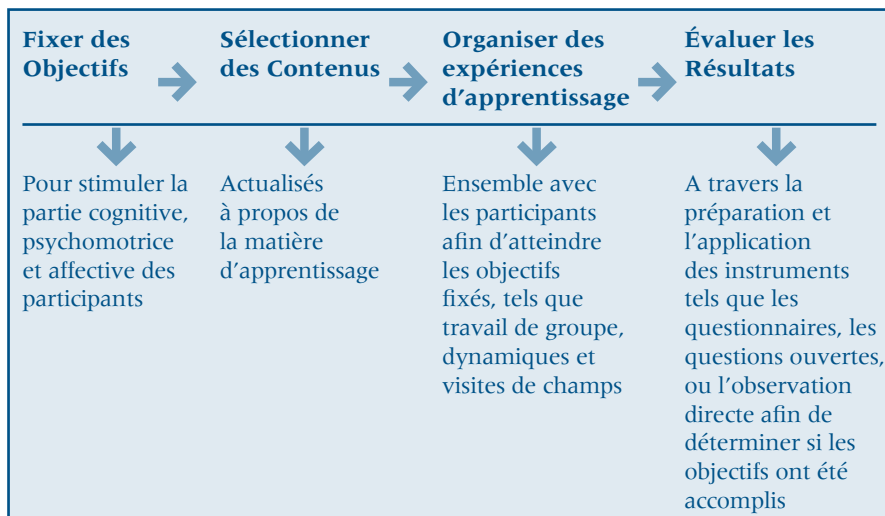 Fixer des
Objectifs
Sélectionner
des Contenus
Organiser des
expériences
d’apprentissage
Évaluer les
Résultats
Pour stimuler la
partie cognitive,
psychomotrice
et affective des
participants
Actualisés
à propos de
la matière
d’apprentissage
Ensemble avec
les participants
afin d’atteindre
les objectifs
fixés, tels que
travail de groupe,
dynamiques et
visites de champs
A travers la
préparation et
l’application
des instruments
tels que les
questionnaires, les
questions ouvertes,
ou l’observation
directe afin de
déterminer si les
objectifs ont été
accomplis